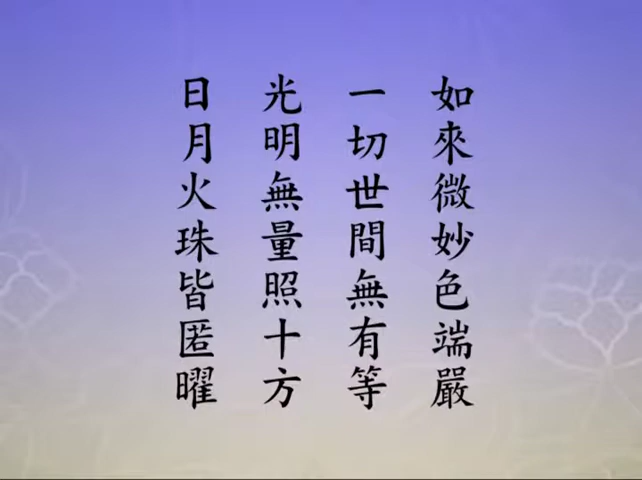 如來微妙色端嚴
一切世間無有等
光明無量照十方
日月火珠皆匿曜